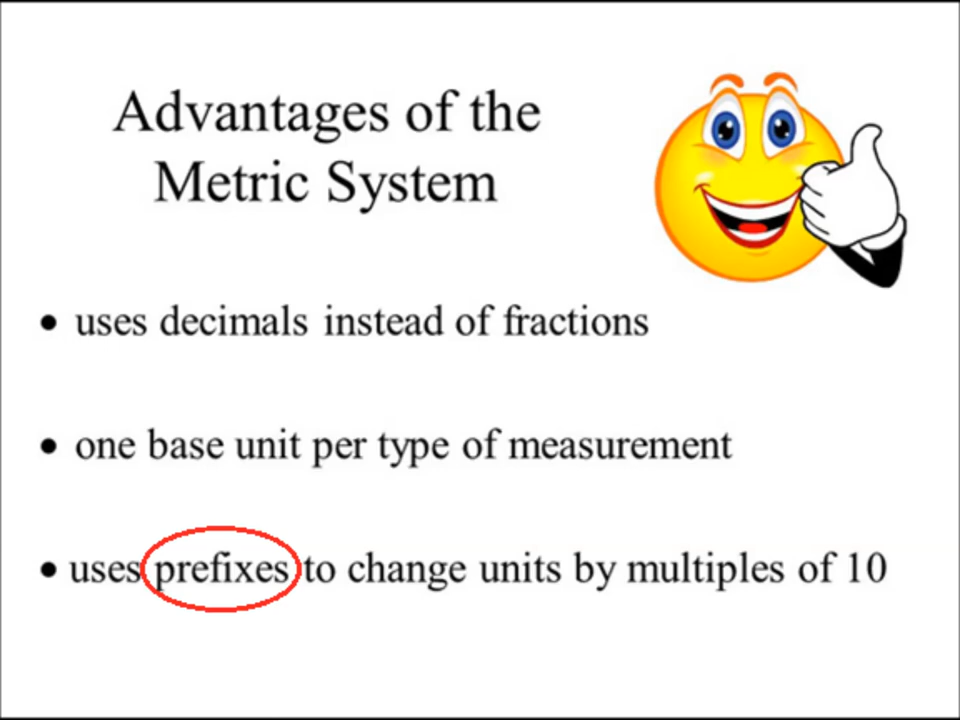 Advantages of the
Metric System
• uses decimals instead of fractions
• one base unit per type of measurement
• uses prefixes to change units by multiples of 10